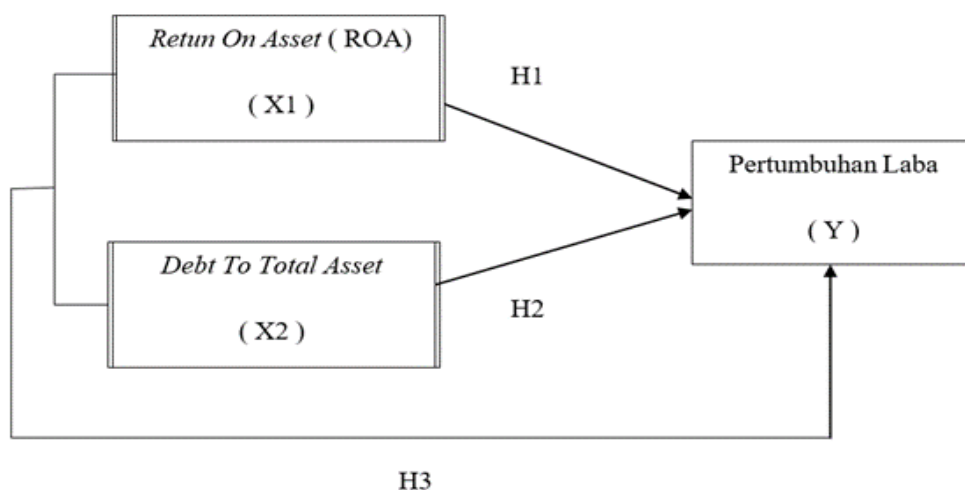 Retun On Asset ( ROA)
( X1 )
H1
Pertumbuhan Laba
( Y )
Debt To Total Asset
( X2 )
H2
H3